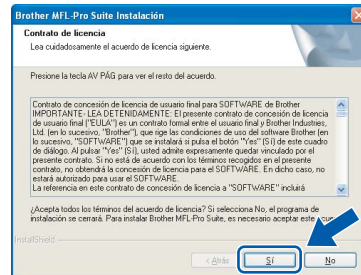 Brother MFL-Pro Suite Instalación
Contrato de licencia
Lea cuidadosamente el acuerdo de licencia siguiente.
Presione la tecla AV PÁG para ver el resto del acuerdo.
Contrato de concesión de licencia de usuario final para SOFTWARE de Brother
IMPORTANTE- LEA DETENIDAMENTE: El presente contrato de concesión de licencia
de usuario final ("EULA") es un contrato formal entre el usuario final y Brother Industries,
Ltd. (en lo sucesivo, "Brother"), que rige las condiciones de uso del software Brother (en
lo sucesivo, "SOFTWARE") que se instalará si pulsa el botón "Yes" (Sí) de este cuadro
de diálogo. Al pulsar "Yes" (Sí), usted admite expresamente quedar vinculado por el
presente contrato. Si no está de acuerdo con los términos recogidos en el presente
contrato, no obtendrá la concesión de licencia para el SOFTWARE. En dicho caso, no
estará autorizado para usar el SOFTWARE.
La referencia en este contrato de concesión de licencia a "SOFTWARE" incluirá
¿Acepta todos los términos del acuerdo de licencia? Si selecciona No, el programa de
instalación se cerrará. Para instalar Brother MFL-Pro Suite, es necesario aceptar este
InstallShield
< Atrás
Sí
No